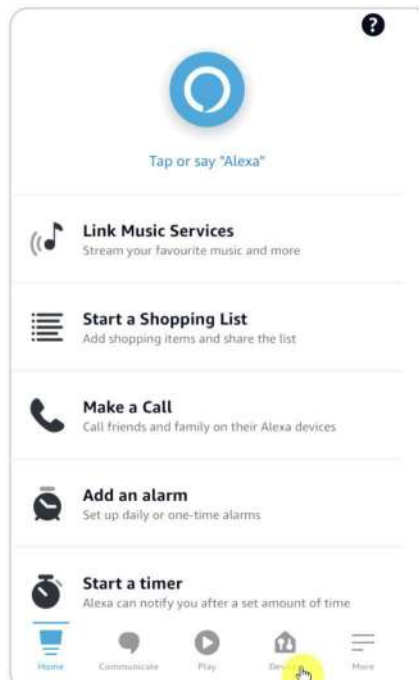 ?
Tap or say "Alexa"
Link Music Services
Stream your favourite music and more
Start a Shopping List
Add shopping items and share the list
Make a Call
Call friends and family on their Alexa devices
Add an alarm
Set up daily or one-time alarms
Start a timer
Alexa can notify you after a set amount of time
Home Communicate Play More